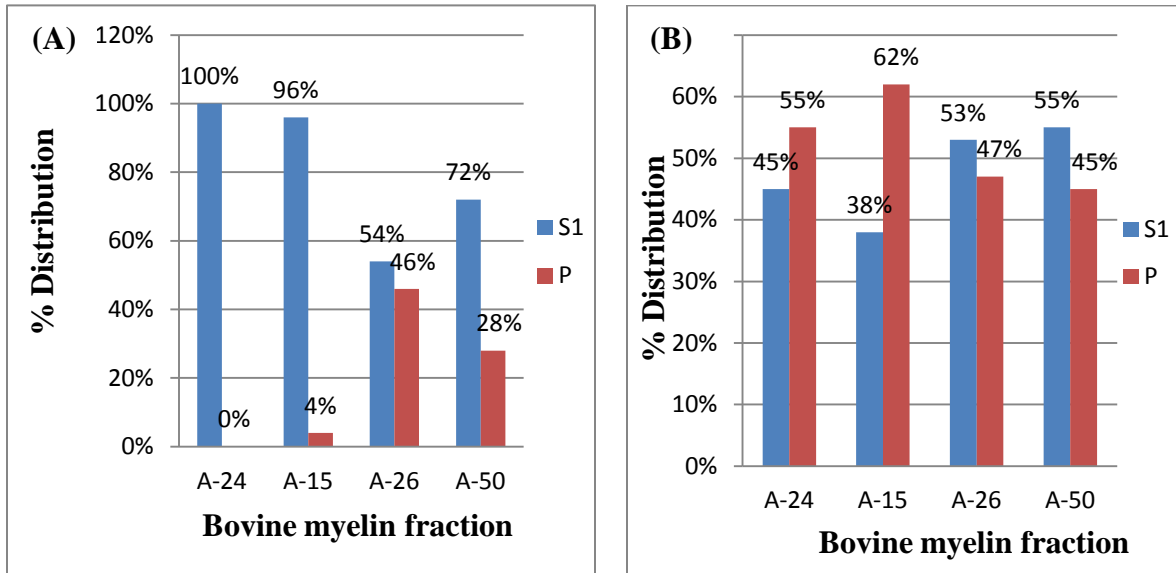 (A)
120%
100%
80%
60%
40%
20%
0%
% Distribution
100%
0%
96%
4%
54%
46%
72%
28%
A-24 A-15 A-26 A-50
Bovine myelin fraction
S1
P
(B)
60%
50%
40%
30%
20%
10%
0%
% Distribution
45%
55%
38%
62%
53%
47%
55%
45%
A-24 A-15 A-26 A-50
Bovine myelin fraction
S1
P